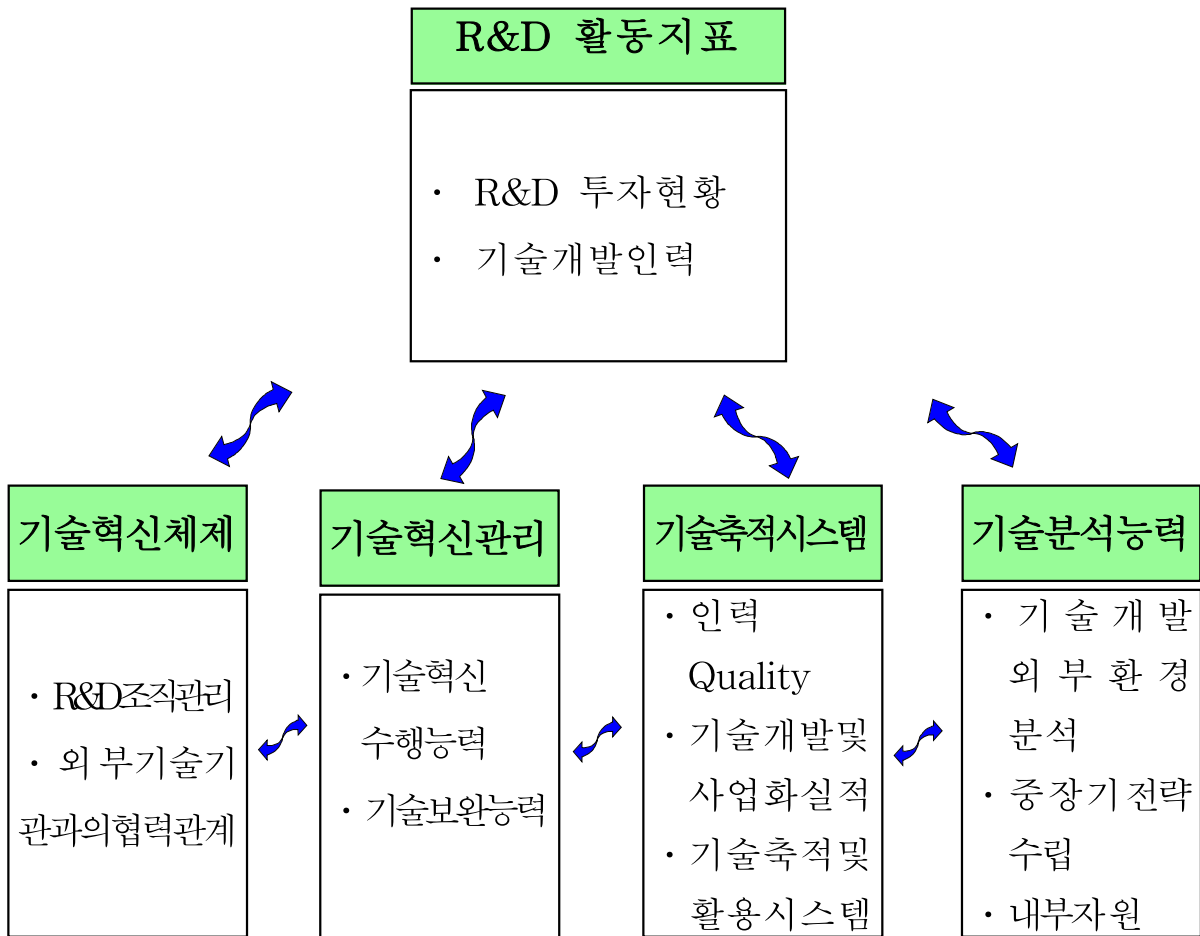 R&D 활동지표
· R&D 투자현황
· 기술개발인력
기술혁신체제
· R&D조직관리
· 외부기술기
관과의협력관계
기술혁신관리
· 기술혁신
수행능력
· 기술보완능력
기술축적시스템
· 인력
Quality
· 기술개발및
사업화실적
· 기술축적및
활용시스템
기술분석능력
· 기술개발
외부환경
분석
· 중장기전략
수립
· 내부자원